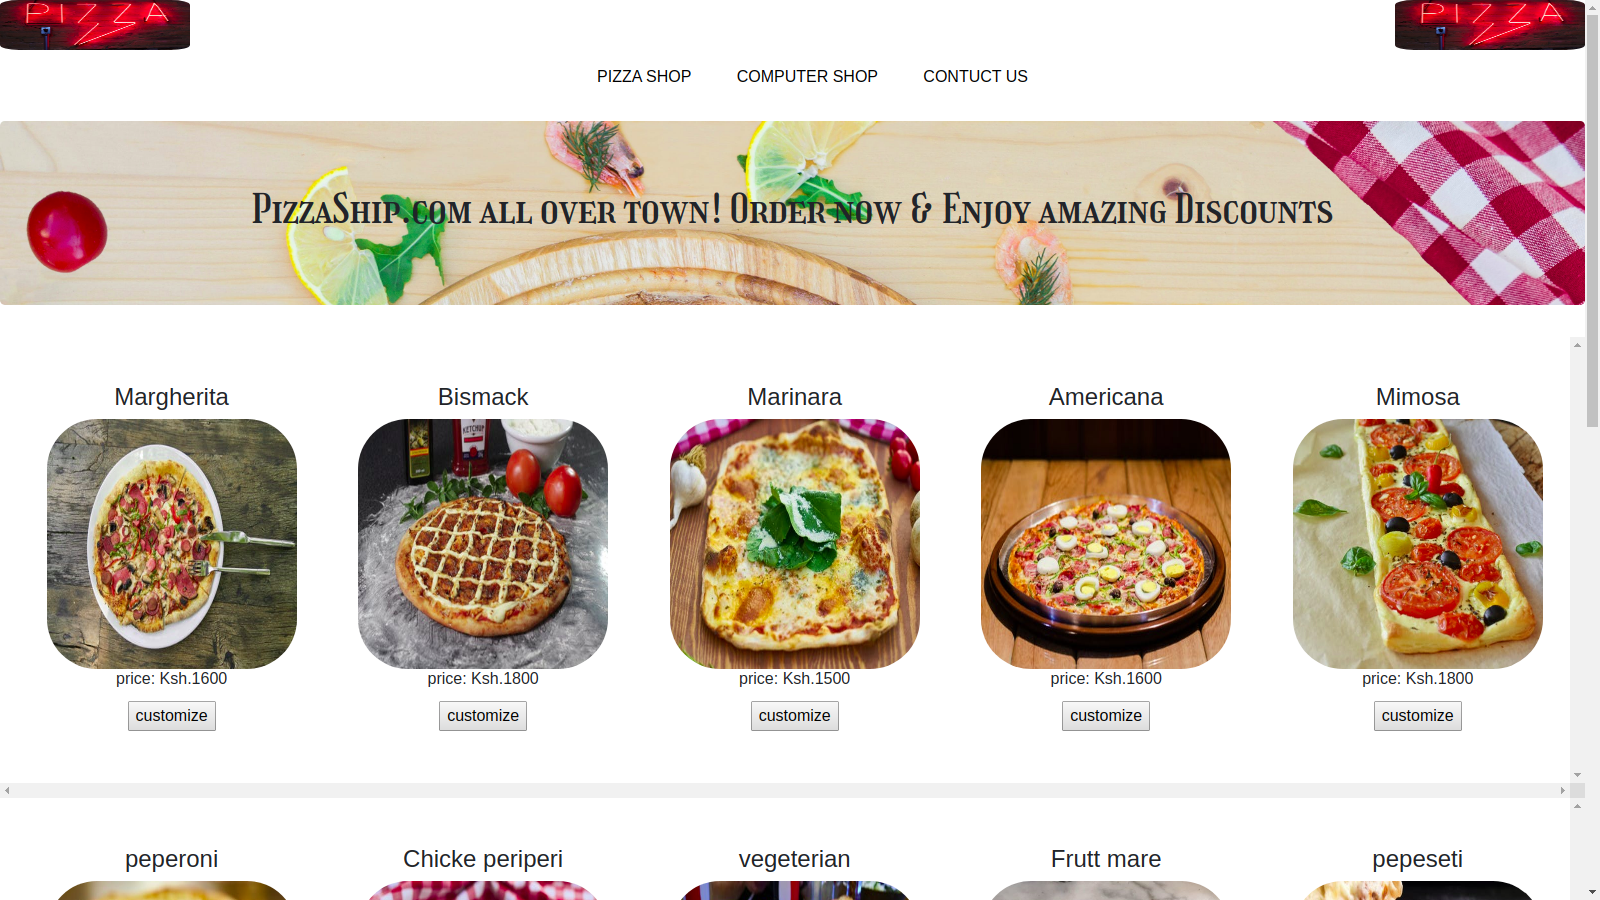 PIZZA PIZZA
PIZZA SHOP COMPUTER SHOP CONTUCT US
PizzaShip.com all over town! Order now & Enjoy amazing Discounts
Margherita Bismack Marinara Americana Mimosa
KETCHUP
price: Ksh.1600 price: Ksh.1800 price: Ksh.1500 price: Ksh.1600 price: Ksh.1800
customize customize customize customize customize
peperoni Chicke periperi vegeterian Frutt mare pepeseti